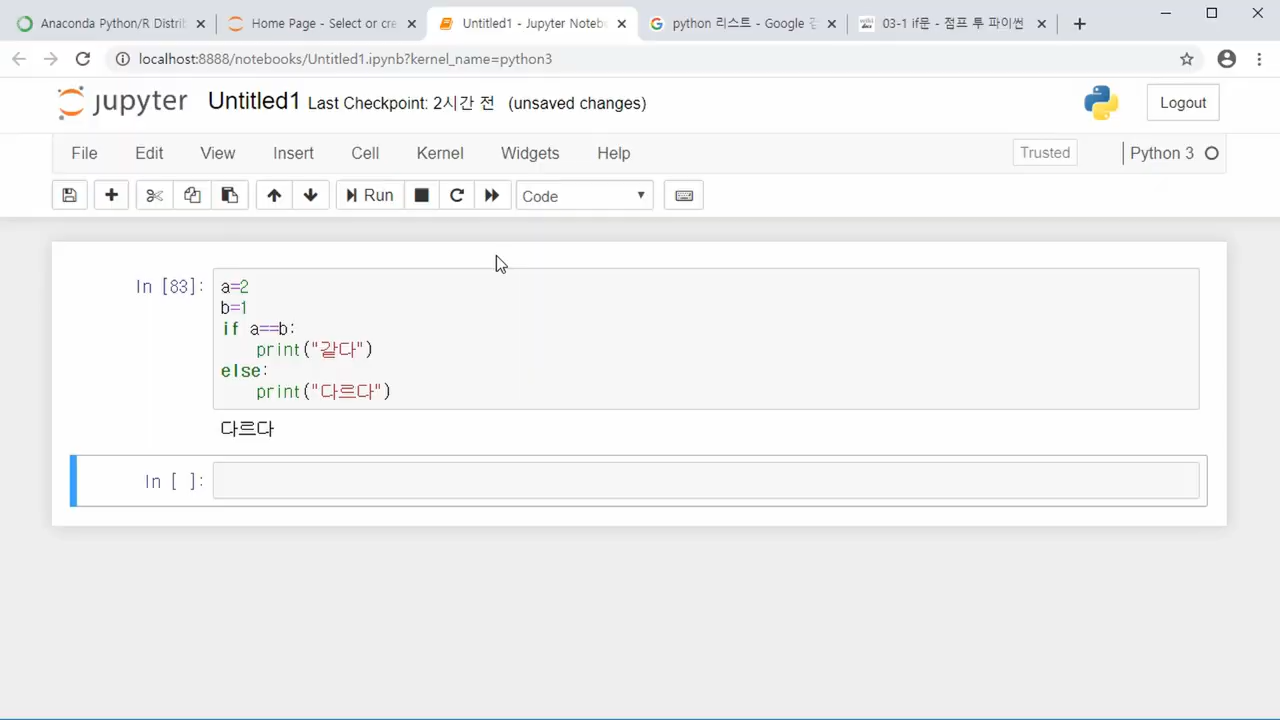 Anaconda Python/R Distrib
Home Page - Select or cre
Untitled1 - Jupyter Notebo
python 리스트 - Google
03-1 if문 - 점프 투 파이썬
localhost:8888/notebooks/Untitled1.ipynb?kernel_name=python3
jupyter Untitled1 Last Checkpoint: 2시간 전 (unsaved changes)
Logout
File Edit View Insert Cell Kernel Widgets Help
Trusted
Python 3
Run
Code
In [83]:
a=2
b=1
if a==b:
    print("같다")
else:
    print("다르다")
다르다
In [ ]: